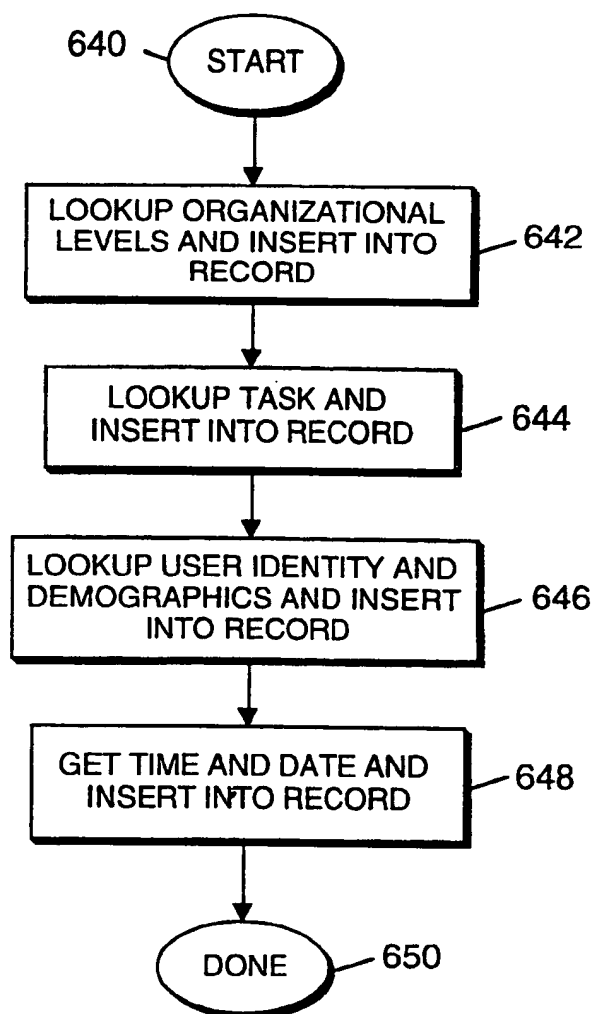 640
START
LOOKUP ORGANIZATIONAL
LEVELS AND INSERT INTO
RECORD
642
LOOKUP TASK AND
INSERT INTO RECORD
644
LOOKUP USER IDENTITY AND
DEMOGRAPHICS AND INSERT
INTO RECORD
646
GET TIME AND DATE AND
INSERT INTO RECORD
648
DONE
650